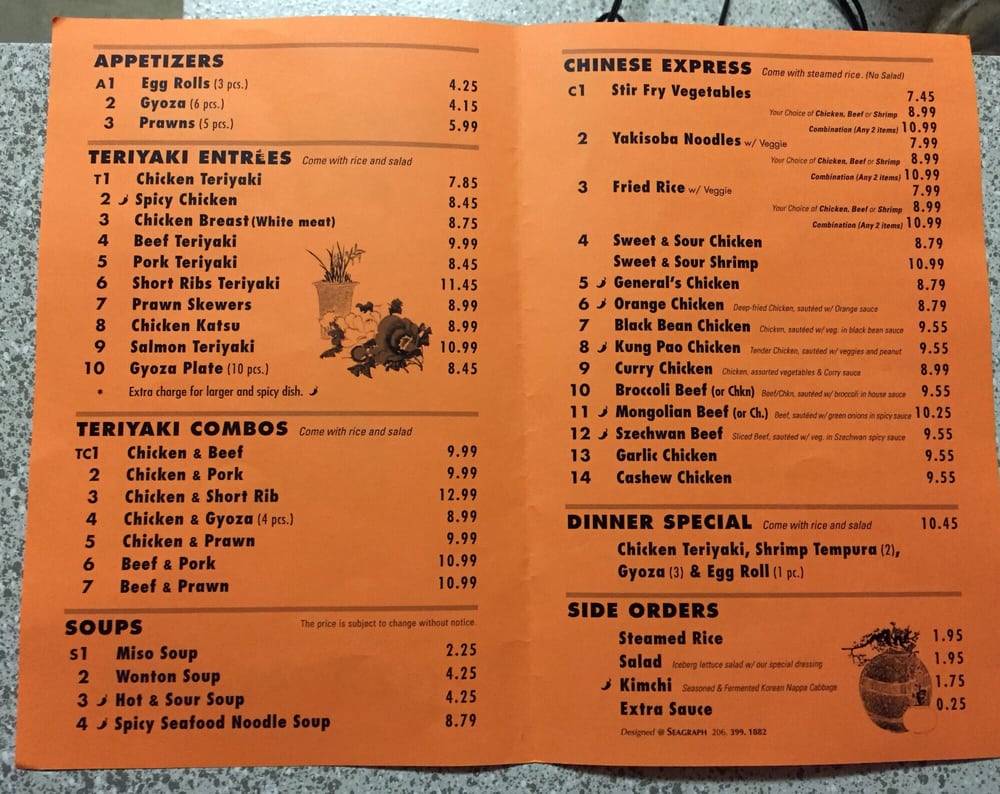 APPETIZERS
A1 Egg Rolls (3 pcs.) 4.25
2 Gyoza (6 pcs.) 4.15
3 Prawns (5 pcs.) 5.99
TERIYAKI ENTRÉES Come with rice and salad
T1 Chicken Teriyaki 7.85
2 Spicy Chicken 8.45
3 Chicken Breast (White meat) 8.75
4 Beef Teriyaki 9.99
5 Pork Teriyaki 8.45
6 Short Ribs Teriyaki 11.45
7 Prawn Skewers 8.99
8 Chicken Katsu 8.99
9 Salmon Teriyaki 10.99
10 Gyoza Plate (10 pcs.) 8.45
* Extra charge for larger and spicy dish.
TERIYAKI COMBOS Come with rice and salad
TC1 Chicken & Beef 9.99
2 Chicken & Pork 9.99
3 Chicken & Short Rib 12.99
4 Chicken & Gyoza (4 pcs.) 8.99
5 Chicken & Prawn 9.99
6 Beef & Pork 10.99
7 Beef & Prawn 10.99
SOUPS The price is subject to change without notice.
S1 Miso Soup 2.25
2 Wonton Soup 4.25
3 Hot & Sour Soup 4.25
4 Spicy Seafood Noodle Soup 8.79
CHINESE EXPRESS Come with steamed rice. (No Salad)
C1 Stir Fry Vegetables 7.45
Your Choice of Chicken, Beef or Shrimp 8.99
Combination (Any 2 items) 10.99
2 Yakisoba Noodles w/ Veggie 7.99
Your Choice of Chicken, Beef or Shrimp 8.99
Combination (Any 2 items) 10.99
3 Fried Rice w/ Veggie 7.99
Your Choice of Chicken, Beef or Shrimp 8.99
Combination (Any 2 items) 10.99
4 Sweet & Sour Chicken 8.79
Sweet & Sour Shrimp 10.99
5 General's Chicken 8.79
6 Orange Chicken Deep-fried Chicken, sautéed w/ Orange sauce 8.79
7 Black Bean Chicken Chicken, sautéed w/ veg. in black bean sauce 9.55
8 Kung Pao Chicken Tender Chicken, sautéed w/ veggies and peanut 9.55
9 Curry Chicken Chicken, assorted vegetables & Curry sauce 8.99
10 Broccoli Beef (or Chkn) Beef/Chkn, sautéed w/ broccoli in house sauce 9.55
11 Mongolian Beef (or Ch.) Beef, sautéed w/ green onions in spicy sauce 10.25
12 Szechwan Beef Sliced Beef, sautéed w/ veg. in Szechwan spicy sauce 9.55
13 Garlic Chicken 9.55
14 Cashew Chicken 9.55
DINNER SPECIAL Come with rice and salad 10.45
Chicken Teriyaki, Shrimp Tempura (2),
Gyoza (3) & Egg Roll (1 pc.)
SIDE ORDERS
Steamed Rice 1.95
Salad Iceberg lettuce salad w/ our special dressing 1.95
Kimchi Seasoned & Fermented Korean Nappa Cabbage 1.75
Extra Sauce 0.25
Designed @ SEAGRAPH 206. 399. 1882